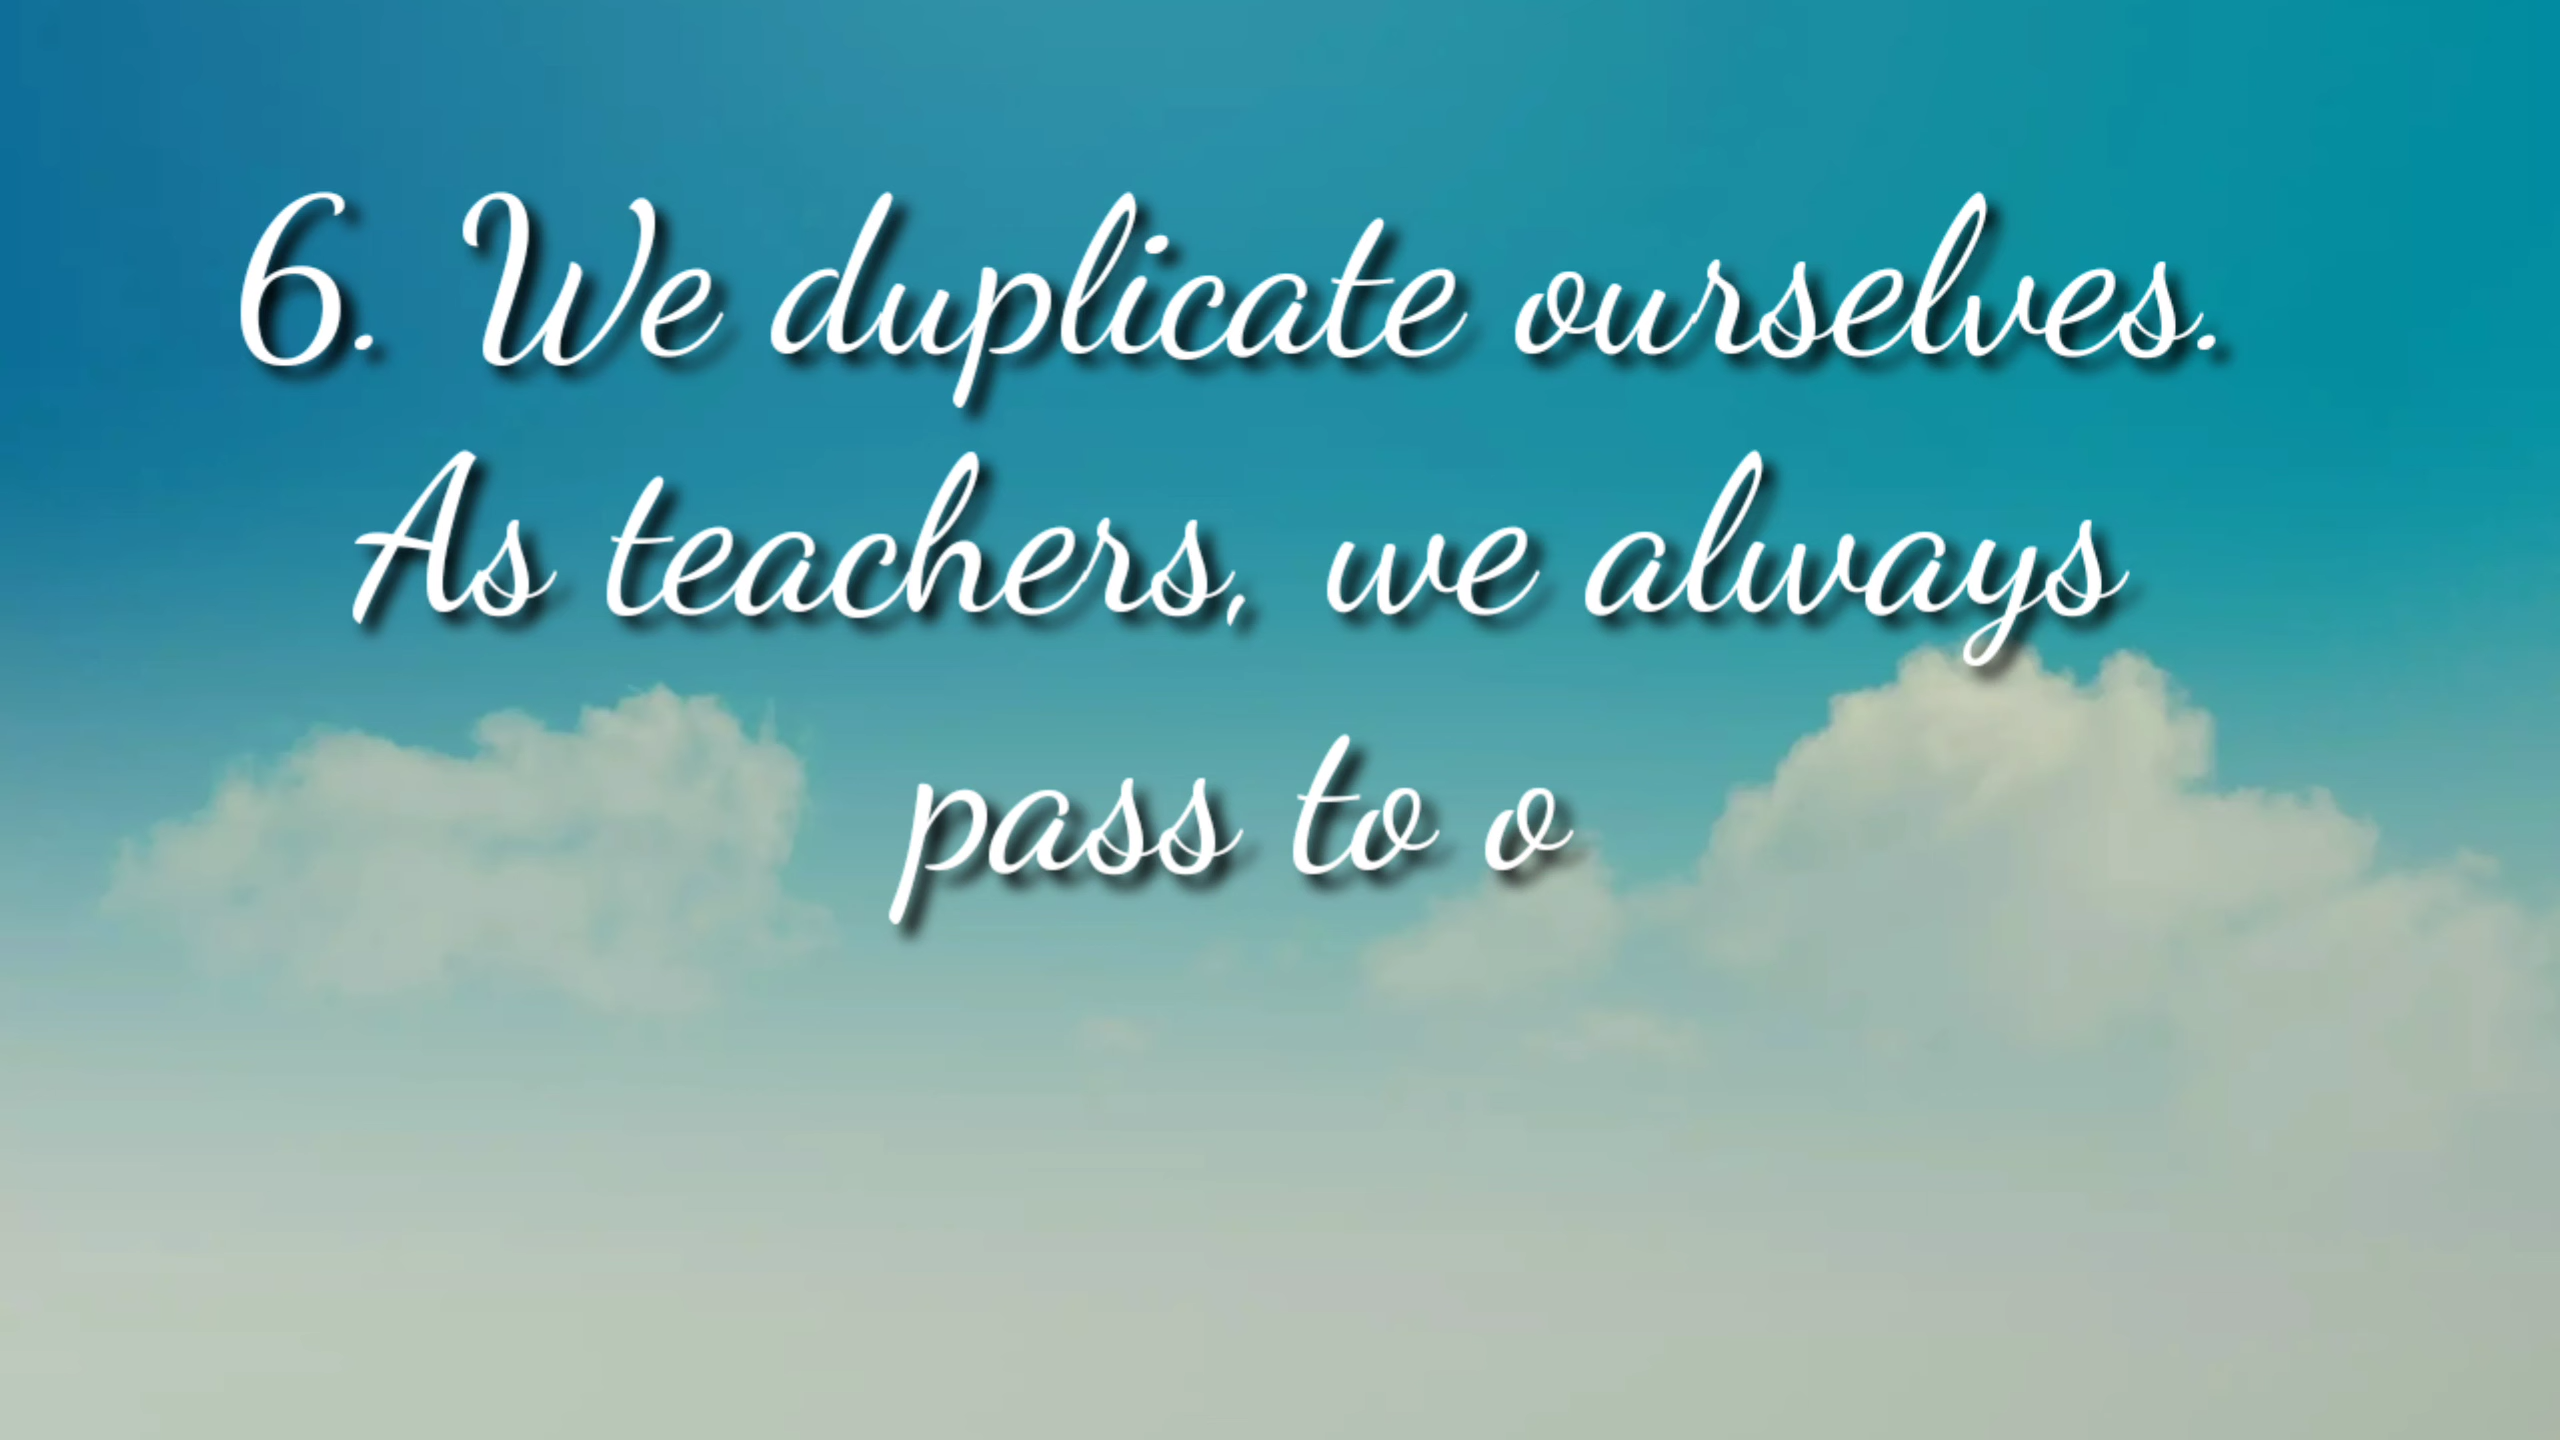 6. We duplicate ourselves.
As teachers, we always
pass to o